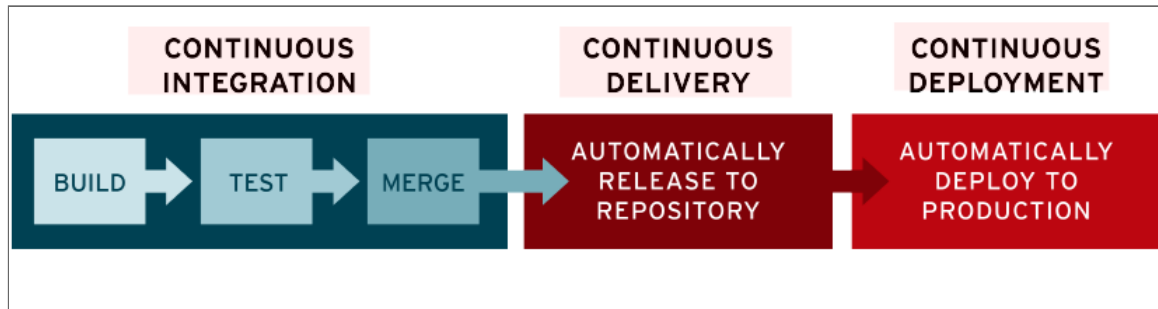 CONTINUOUS
INTEGRATION
CONTINUOUS
DELIVERY
CONTINUOUS
DEPLOYMENT
BUILD
TEST
MERGE
AUTOMATICALLY
RELEASE TO
REPOSITORY
AUTOMATICALLY
DEPLOY TO
PRODUCTION